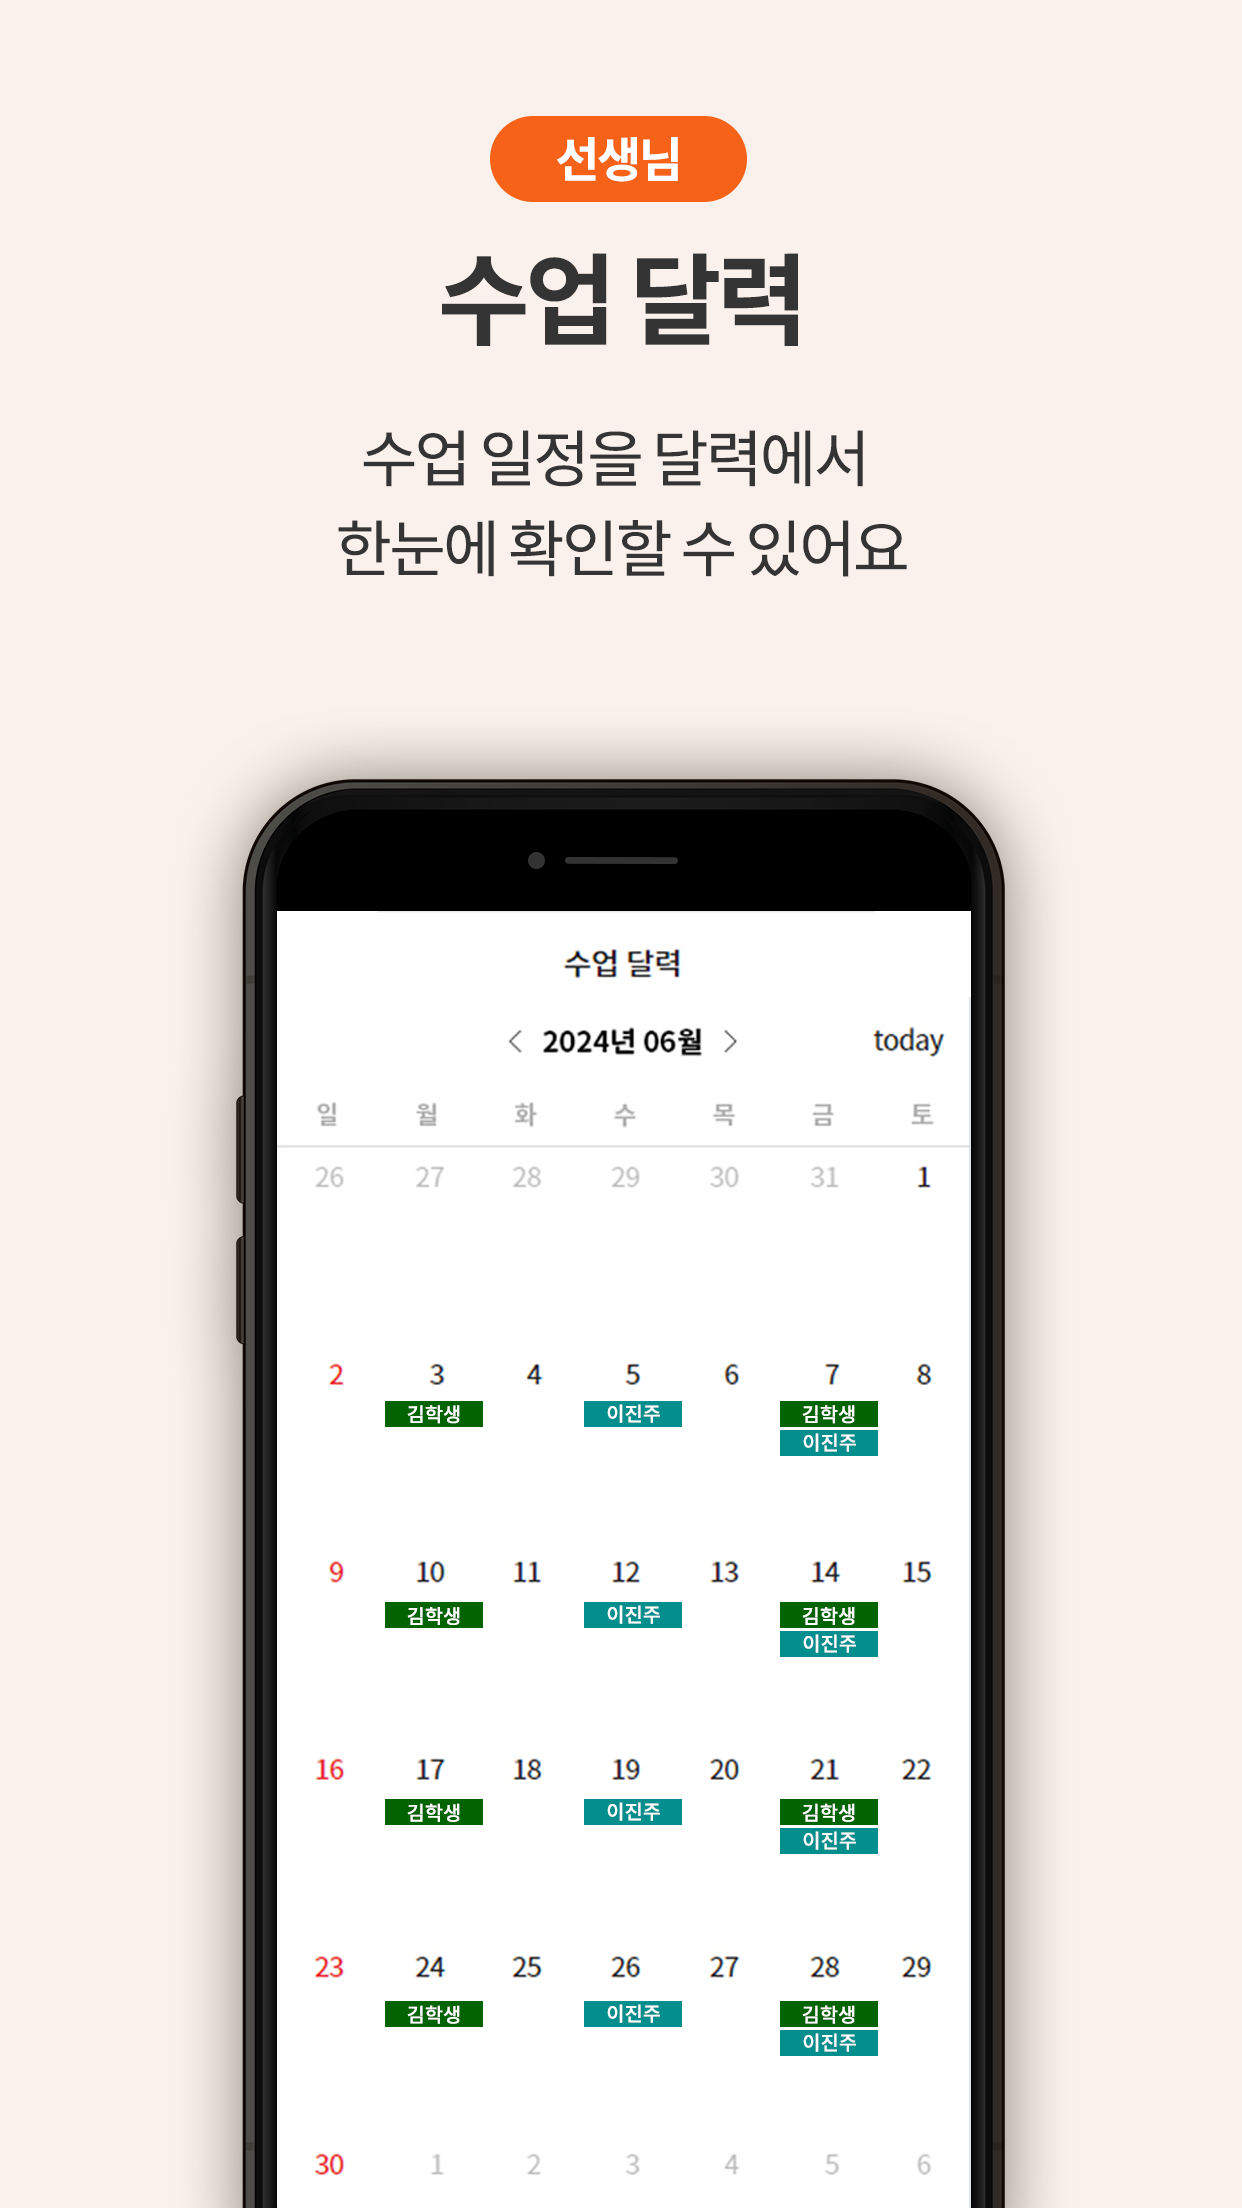 선생님
수업 달력
수업 일정을 달력에서
한눈에 확인할 수 있어요
수업 달력
< 2024년 06월 > today
일 월 화 수 목 금 토
26 27 28 29 30 31 1
2 3 4 5 6 7 8
김학생 이진주 김학생
이진주
9 10 11 12 13 14 15
김학생 이진주 김학생
이진주
16 17 18 19 20 21 22
김학생 이진주 김학생
이진주
23 24 25 26 27 28 29
김학생 이진주 김학생
이진주
30 1 2 3 4 5 6